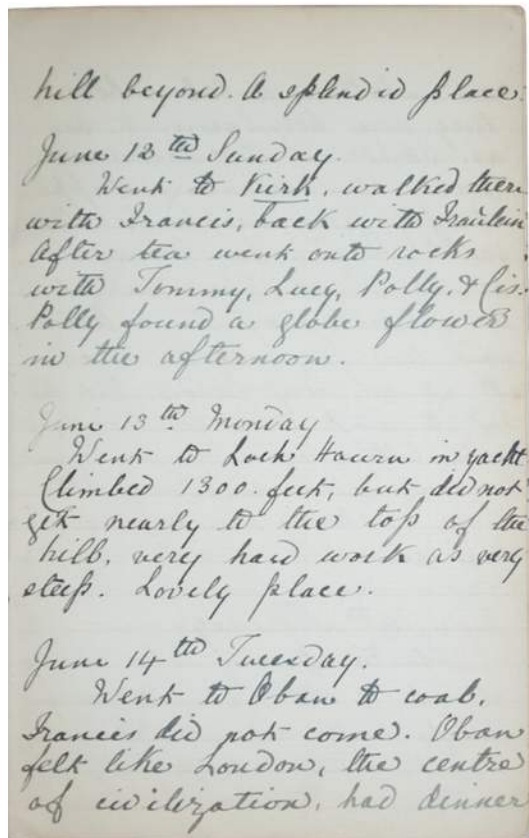 hill beyond. A splendid place.
June 12th Sunday.
Went to Kirk, walked there
with Francis, back with Fraülein
After tea went onto rocks
with Tommy, Lucy, Polly, & Cis.
Polly found a globe flower
in the afternoon.
June 13th Monday
Went to Loch Hourn in yacht
Climbed 1300 feet, but did not
get nearly to the top of the
hill, very hard work as very
steep. Lovely place.
June 14th Tuesday.
Went to Oban to coal,
Francis did not come. Oban
felt like London, the centre
of civilization, had dinner